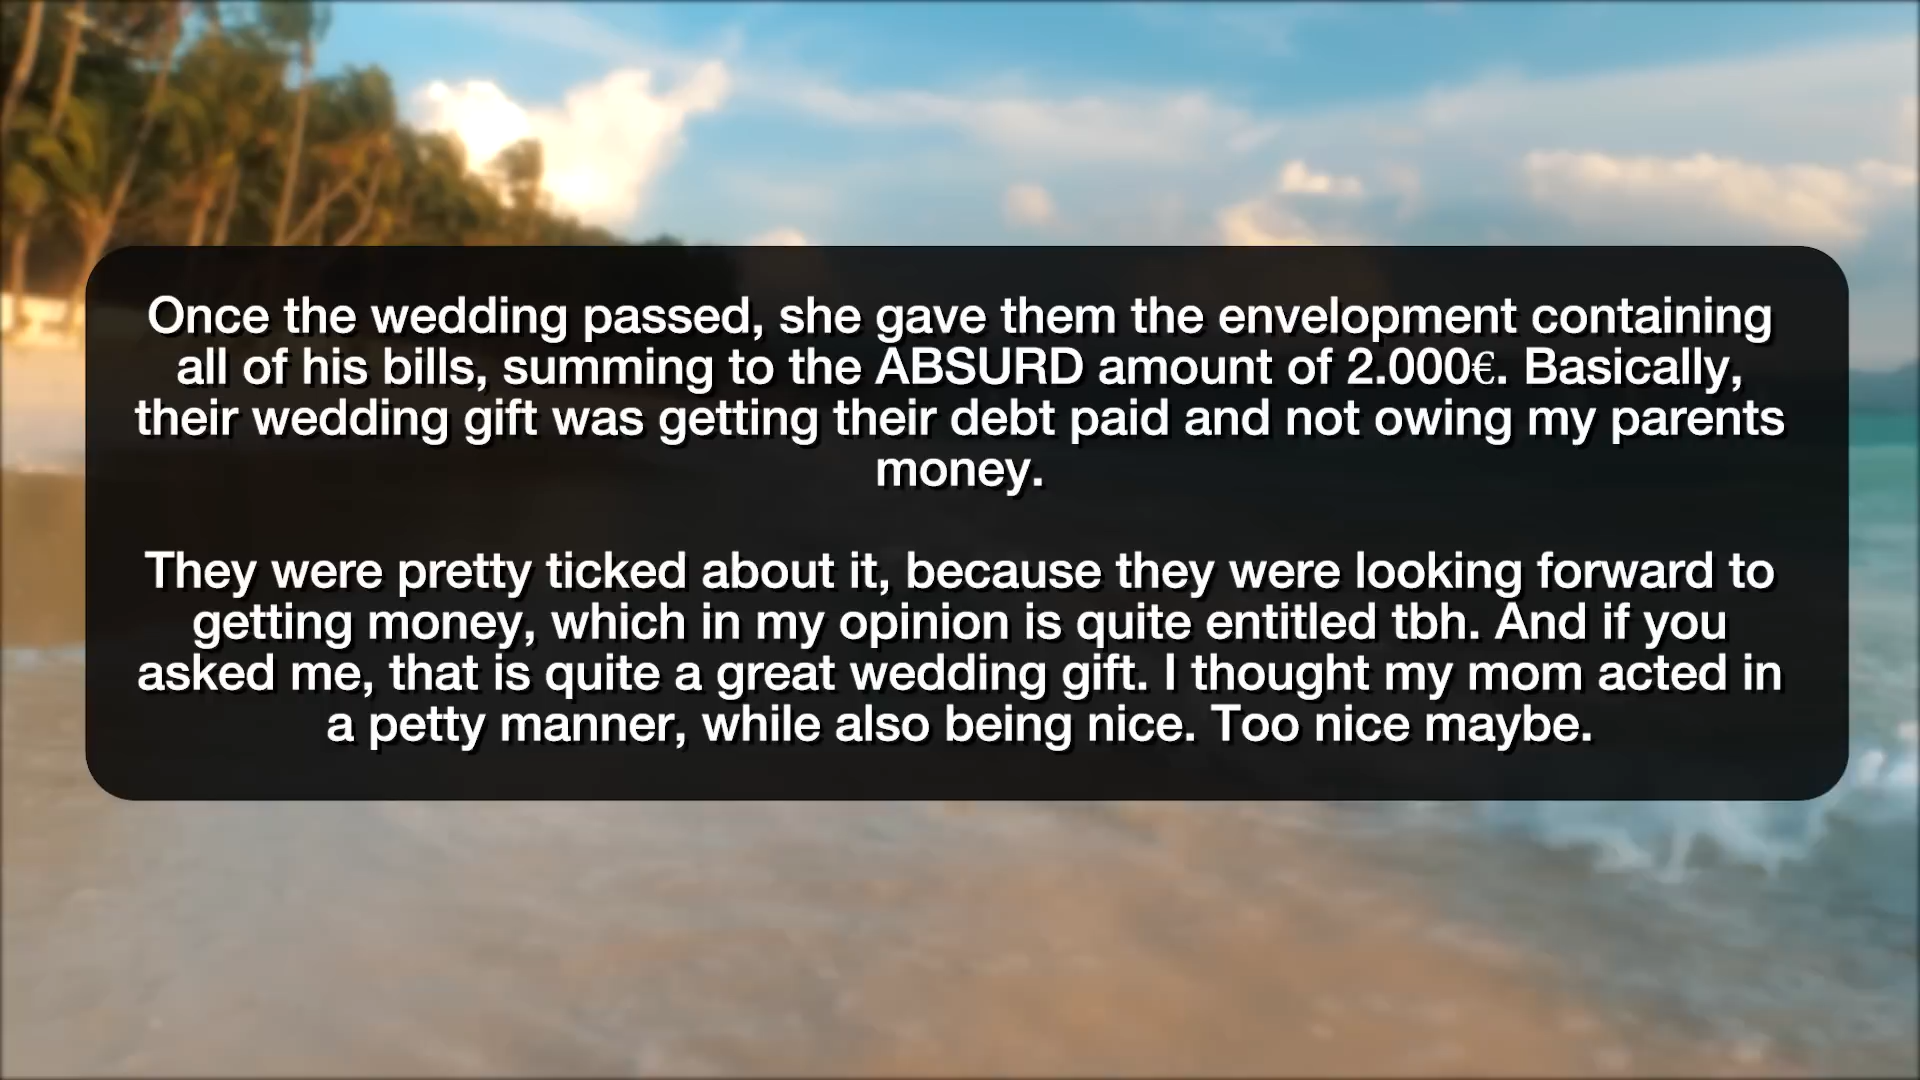 Once the wedding passed, she gave them the envelopment containing
all of his bills, summing to the ABSURD amount of 2.000€. Basically,
their wedding gift was getting their debt paid and not owing my parents
money.
They were pretty ticked about it, because they were looking forward to
getting money, which in my opinion is quite entitled tbh. And if you
asked me, that is quite a great wedding gift. I thought my mom acted in
a petty manner, while also being nice. Too nice maybe.